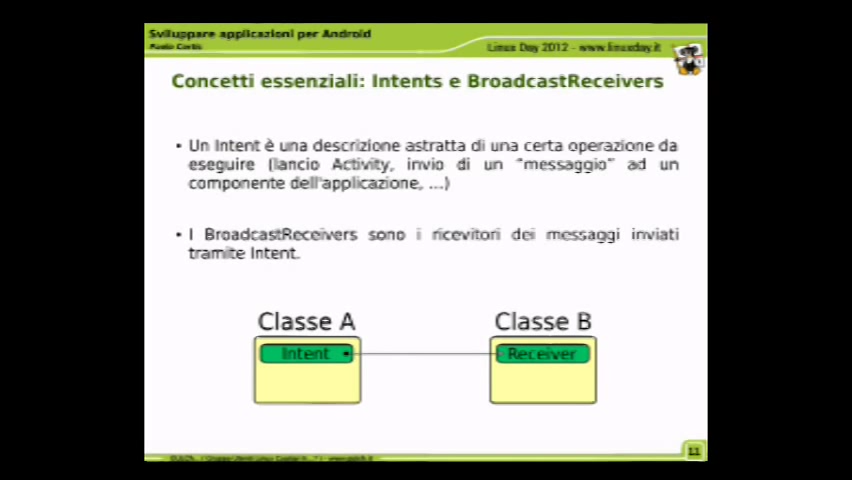 Sviluppare applicazioni per Android
Paolo Cortis
Linux Day 2012 - www.linuxday.it
Concetti essenziali: Intents e BroadcastReceivers
• Un Intent è una descrizione astratta di una certa operazione da
eseguire (lancio Activity, invio di un "messaggio" ad un
componente dell'applicazione, ...)
• I BroadcastReceivers sono i ricevitori dei messaggi inviati
tramite Intent.
Classe A
Classe B
Intent
Receiver
11